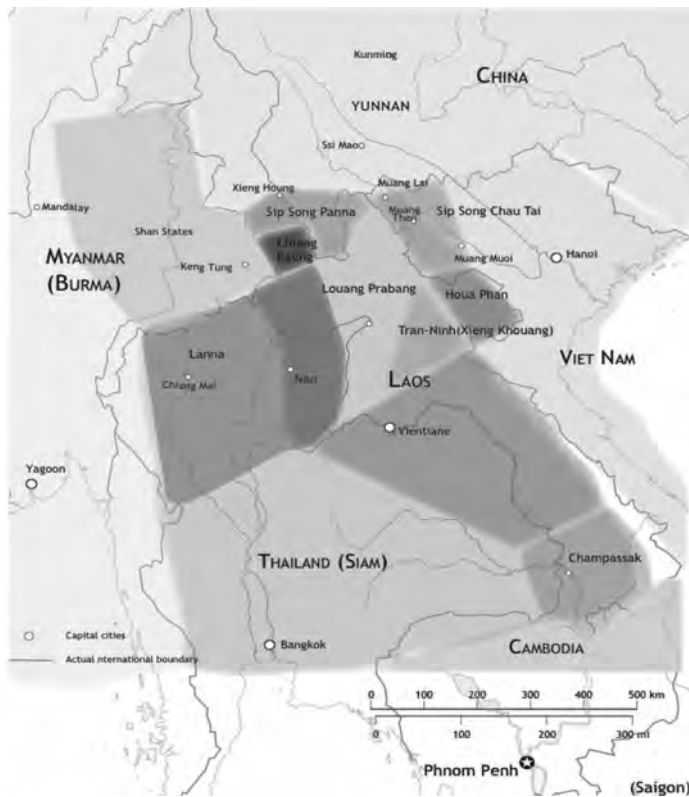 Kunming
CHINA
YUNNAN
Ssi Mao
Xieng Houng
Muang Lai
Sip Song Panna
Muang
Then
Sip Song Chau Tai
Mandalay
Shan States
Chiang
Kaeng
MYANMAR
(BURMA)
Keng Tung
Muang Muoi
Hanoi
Louang Prabang
Houa Phan
Tran-Ninh(Xieng Khouang)
Lanna
VIET NAM
Chiang Mai
Nan
LAOS
Vientiane
Yagoon
THAILAND (SIAM)
Champassak
Capital cities
Bangkok
CAMBODIA
Actual nternational boundary
0 100 200 300 400 500 km
0 100 200 300 mi
Phnom Penh
(Saigon)